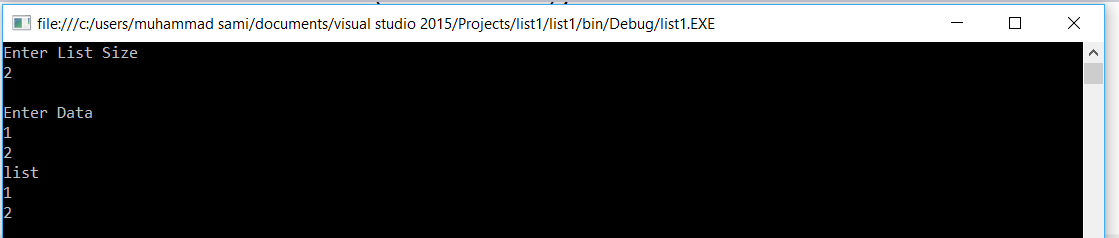 file:///c:/users/muhammad sami/documents/visual studio 2015/Projects/list1/list1/bin/Debug/list1.EXE
Enter List Size
2
Enter Data
1
2
list
1
2